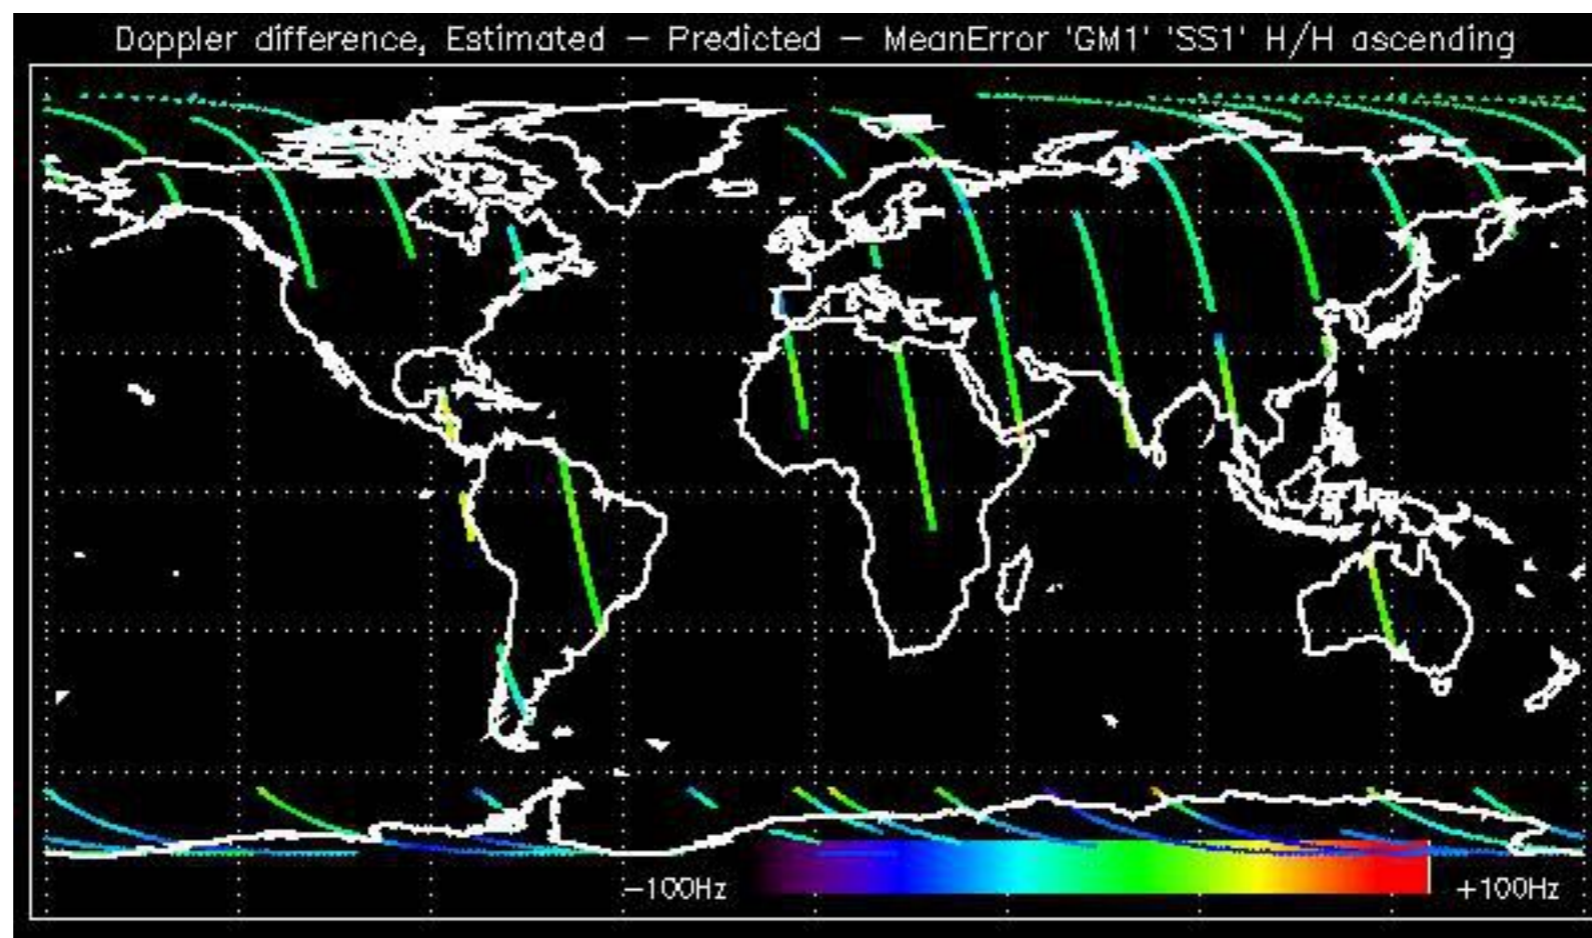 Doppler difference, Estimated – Predicted – MeanError 'GM1' 'SS1' H/H ascending
–100Hz
+100Hz